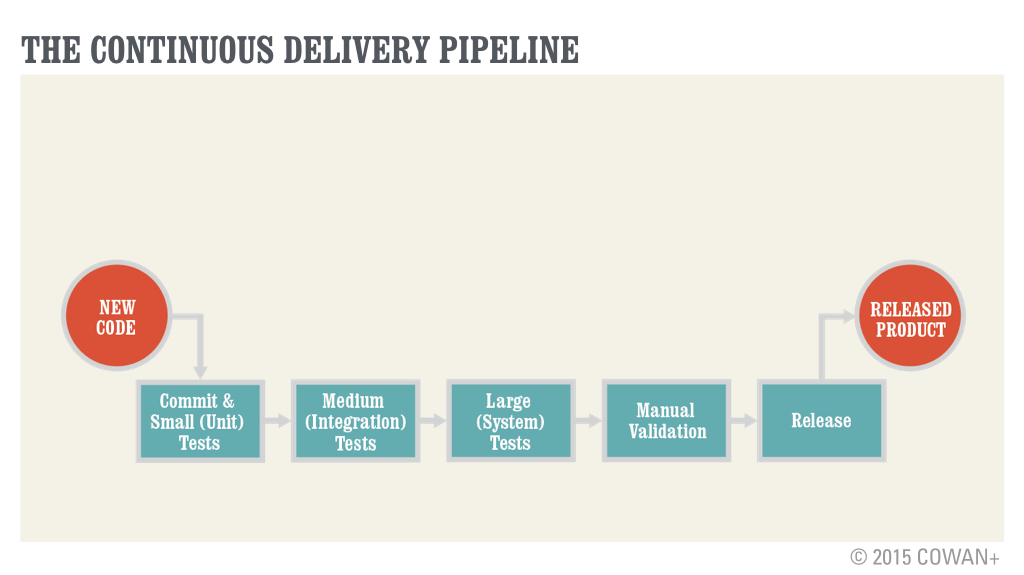 THE CONTINUOUS DELIVERY PIPELINE
NEW
CODE
RELEASED
PRODUCT
Commit &
Small (Unit)
Tests
Medium
(Integration)
Tests
Large
(System)
Tests
Manual
Validation
Release
© 2015 COWAN+